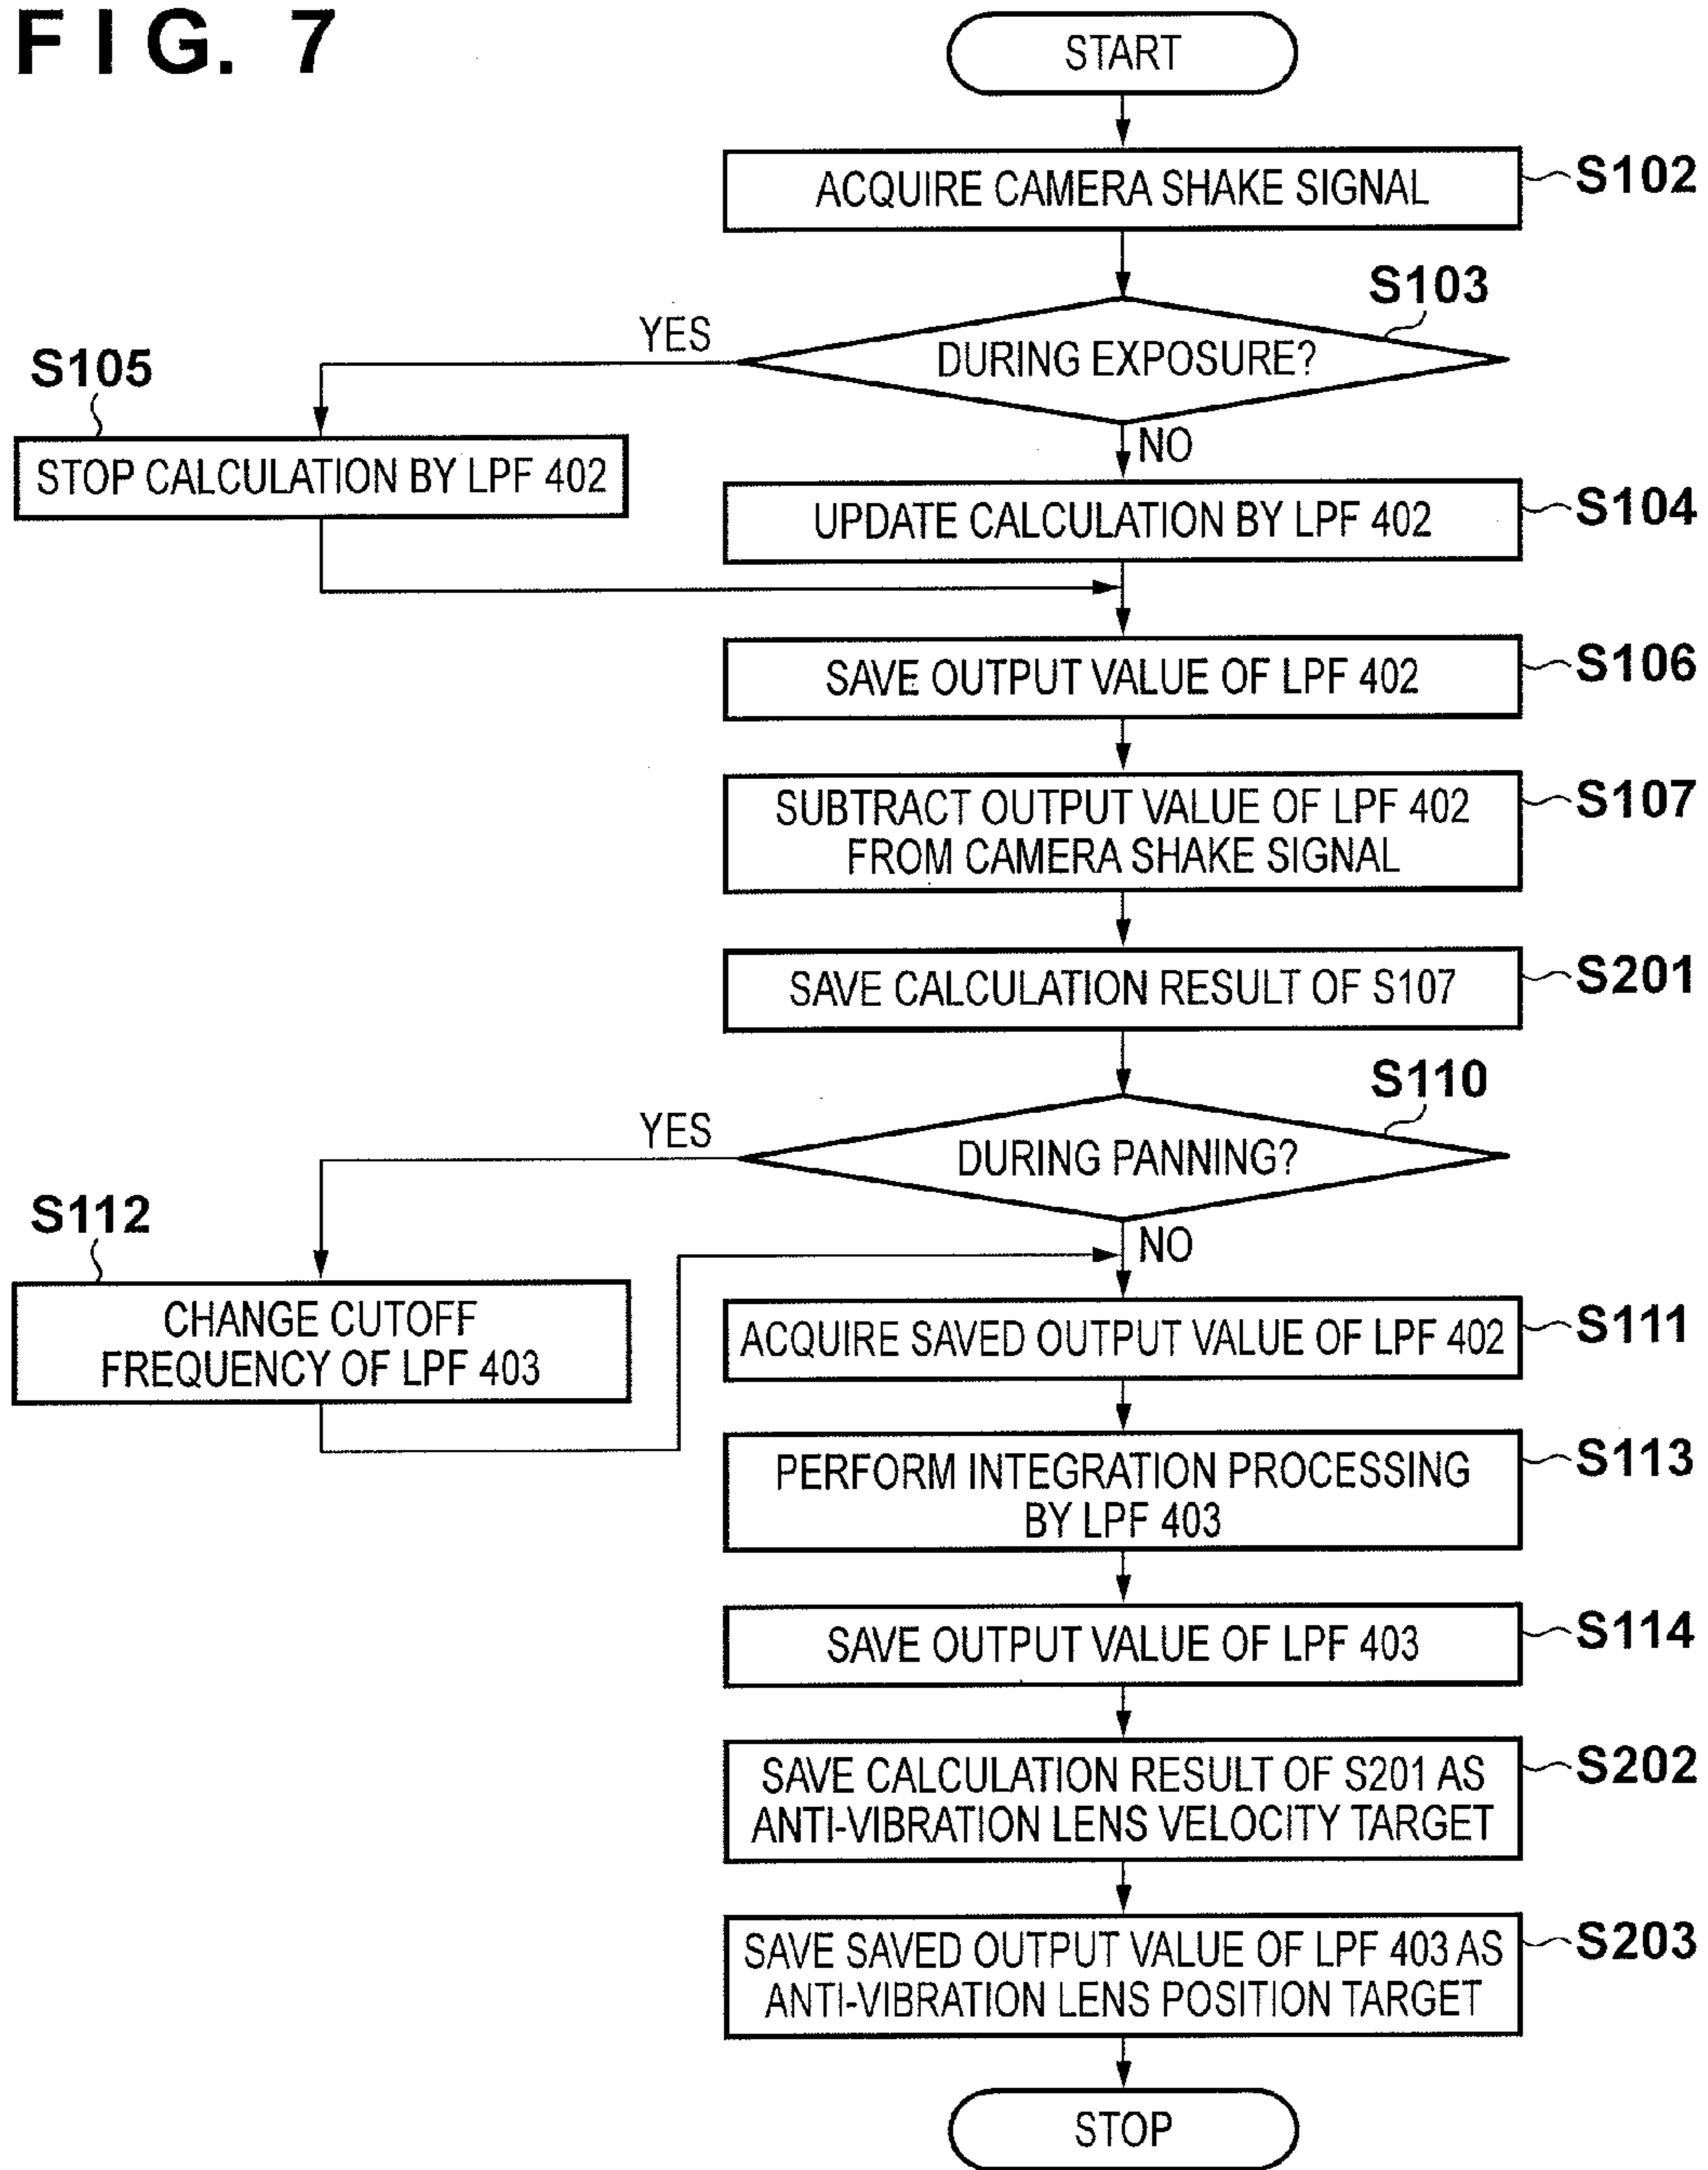 FIG. 7
START
ACQUIRE CAMERA SHAKE SIGNAL
S102
S103
DURING EXPOSURE?
YES
NO
S105
STOP CALCULATION BY LPF 402
UPDATE CALCULATION BY LPF 402
S104
SAVE OUTPUT VALUE OF LPF 402
S106
SUBTRACT OUTPUT VALUE OF LPF 402
FROM CAMERA SHAKE SIGNAL
S107
SAVE CALCULATION RESULT OF S107
S201
S110
DURING PANNING?
YES
NO
S112
CHANGE CUTOFF
FREQUENCY OF LPF 403
ACQUIRE SAVED OUTPUT VALUE OF LPF 402
S111
PERFORM INTEGRATION PROCESSING
BY LPF 403
S113
SAVE OUTPUT VALUE OF LPF 403
S114
SAVE CALCULATION RESULT OF S201 AS
ANTI-VIBRATION LENS VELOCITY TARGET
S202
SAVE SAVED OUTPUT VALUE OF LPF 403 AS
ANTI-VIBRATION LENS POSITION TARGET
S203
STOP